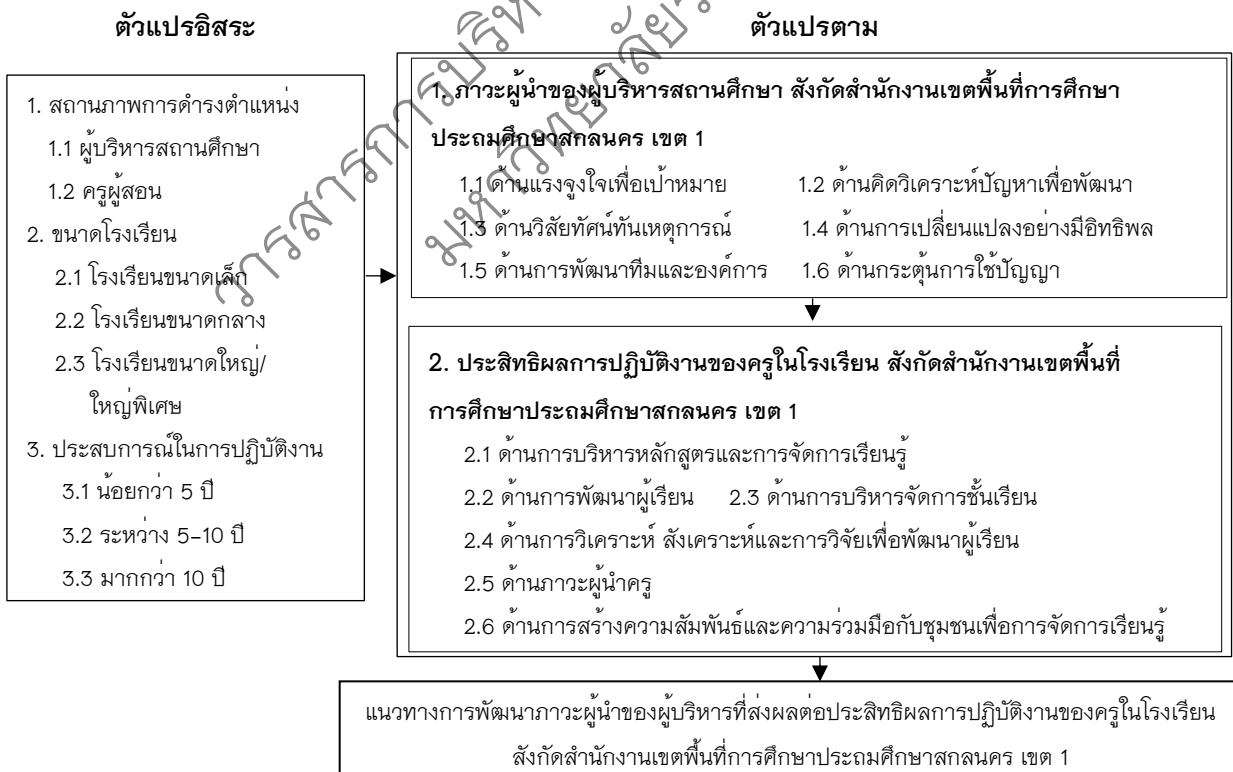 ตัวแปรอิสระ
ตัวแปรตาม
1. สถานภาพการดำรงตำแหน่ง
1.1 ผู้บริหารสถานศึกษา
1.2 ครูผู้สอน
2. ขนาดโรงเรียน
2.1 โรงเรียนขนาดเล็ก
2.2 โรงเรียนขนาดกลาง
2.3 โรงเรียนขนาดใหญ่/
ใหญ่พิเศษ
3. ประสบการณ์ในการปฏิบัติงาน
3.1 น้อยกว่า 5 ปี
3.2 ระหว่าง 5-10 ปี
3.3 มากกว่า 10 ปี
1. ภาวะผู้นำของผู้บริหารสถานศึกษา สังกัดสำนักงานเขตพื้นที่การศึกษา
ประถมศึกษาสกลนคร เขต 1
1.1 ด้านแรงจูงใจเพื่อเป้าหมาย 1.2 ด้านคิดวิเคราะห์ปัญหาเพื่อพัฒนา
1.3 ด้านวิสัยทัศน์ทันเหตุการณ์ 1.4 ด้านการเปลี่ยนแปลงอย่างมีอิทธิพล
1.5 ด้านการพัฒนาทีมและองค์การ 1.6 ด้านกระตุ้นการใช้ปัญญา
2. ประสิทธิผลการปฏิบัติงานของครูในโรงเรียน สังกัดสำนักงานเขตพื้นที่
การศึกษาประถมศึกษาสกลนคร เขต 1
2.1 ด้านการบริหารหลักสูตรและการจัดการเรียนรู้
2.2 ด้านการพัฒนาผู้เรียน 2.3 ด้านการบริหารจัดการชั้นเรียน
2.4 ด้านการวิเคราะห์ สังเคราะห์และการวิจัยเพื่อพัฒนาผู้เรียน
2.5 ด้านภาวะผู้นำครู
2.6 ด้านการสร้างความสัมพันธ์และความร่วมมือกับชุมชนเพื่อการจัดการเรียนรู้
แนวทางการพัฒนาภาวะผู้นำของผู้บริหารที่ส่งผลต่อประสิทธิผลการปฏิบัติงานของครูในโรงเรียน
สังกัดสำนักงานเขตพื้นที่การศึกษาประถมศึกษาสกลนคร เขต 1
วารสารการบริห
มหาวิทยาลัย